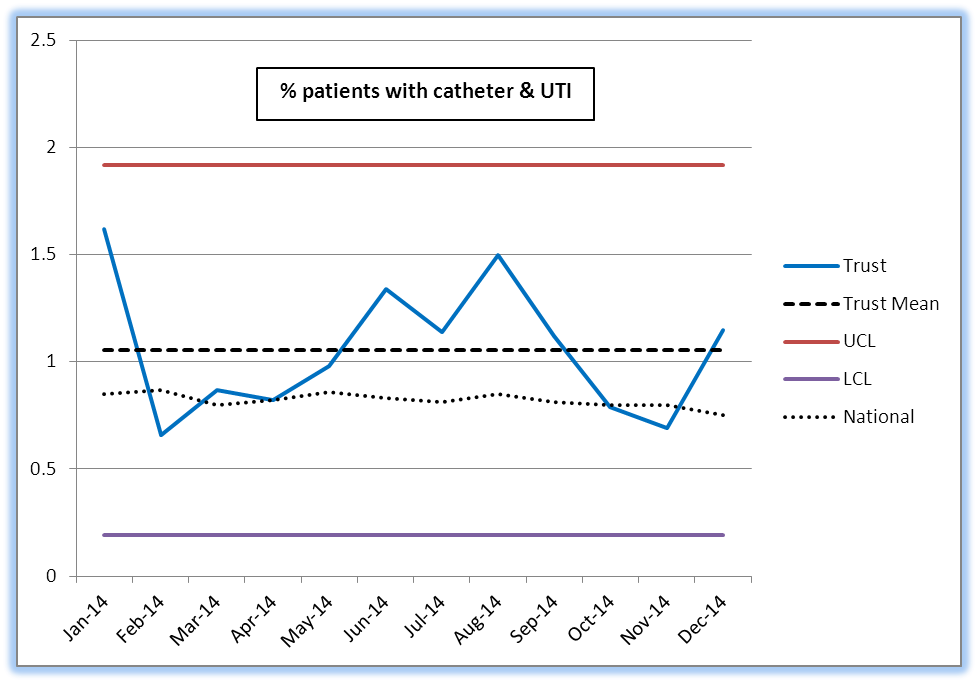 % patients with catheter & UTI
2.5
2
1.5
1
0.5
0
Jan-14
Feb-14
Mar-14
Apr-14
May-14
Jun-14
Jul-14
Aug-14
Sep-14
Oct-14
Nov-14
Dec-14
Trust
Trust Mean
UCL
LCL
National